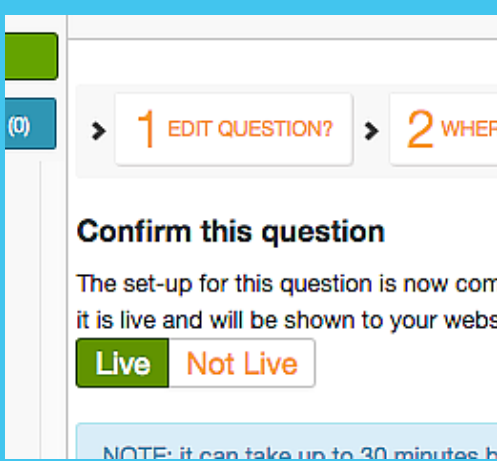 (0)
1 EDIT QUESTION? 2 WHER
Confirm this question
The set-up for this question is now com
it is live and will be shown to your webs
Live Not Live
NOTE: it can take up to 30 minutes b